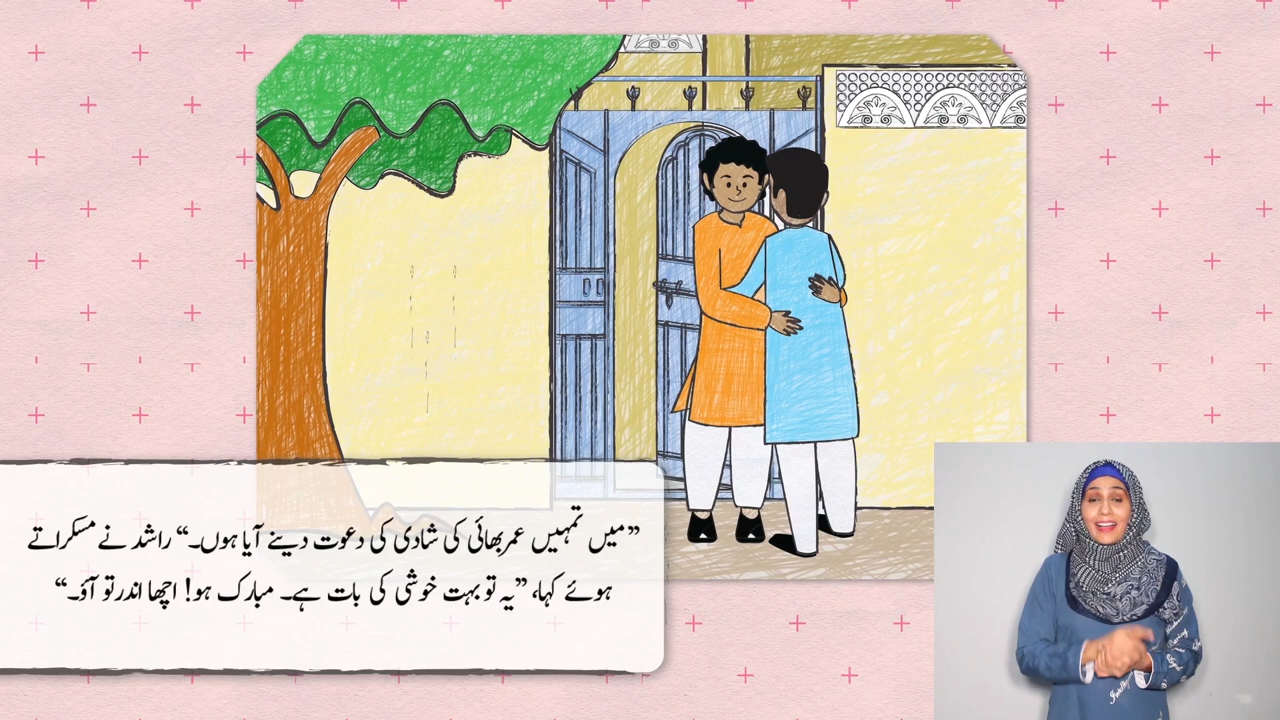 ”میں تمہیں عمر بھائی کی شادی کی دعوت دینے آیا ہوں۔“ راشد نے مسکراتے
ہوئے کہا، ”یہ تو بہت خوشی کی بات ہے۔ مبارک ہو! اچھا اندر تو آؤ۔“